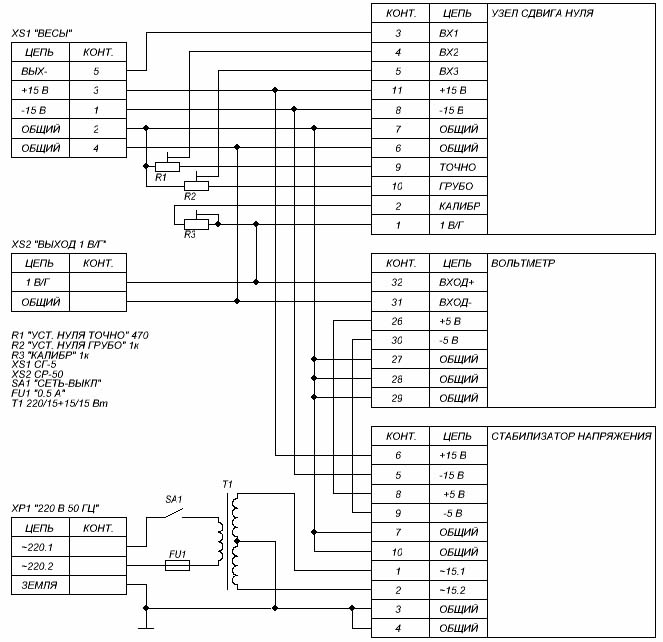 XS1 "ВЕСЫ"
ЦЕПЬ КОНТ.
ВЫХ- 5
+15 В 3
-15 В 1
ОБЩИЙ 2
ОБЩИЙ 4
КОНТ. ЦЕПЬ УЗЕЛ СДВИГА НУЛЯ
3 ВХ1
4 ВХ2
5 ВХ3
11 +15 В
8 -15 В
7 ОБЩИЙ
6 ОБЩИЙ
9 ТОЧНО
10 ГРУБО
2 КАЛИБР
1 1 В/Г
R1
R2
R3
XS2 "ВЫХОД 1 В/Г"
ЦЕПЬ КОНТ.
1 В/Г
ОБЩИЙ
КОНТ. ЦЕПЬ ВОЛЬТМЕТР
32 ВХОД+
31 ВХОД-
26 +5 В
30 -5 В
27 ОБЩИЙ
28 ОБЩИЙ
29 ОБЩИЙ
R1 "УСТ. НУЛЯ ТОЧНО" 470
R2 "УСТ. НУЛЯ ГРУБО" 1к
R3 "КАЛИБР" 1к
XS1 СГ-5
XS2 СР-50
SA1 "СЕТЬ-ВЫКЛ"
FU1 "0,5 А"
Т1 220/15+15/15 Вт
КОНТ. ЦЕПЬ СТАБИЛИЗАТОР НАПРЯЖЕНИЯ
6 +15 В
5 -15 В
8 +5 В
9 -5 В
7 ОБЩИЙ
10 ОБЩИЙ
1 ~15.1
2 ~15.2
3 ОБЩИЙ
4 ОБЩИЙ
XP1 "220 В 50 ГЦ"
ЦЕПЬ КОНТ.
~220.1
~220.2
ЗЕМЛЯ
SA1
FU1
Т1